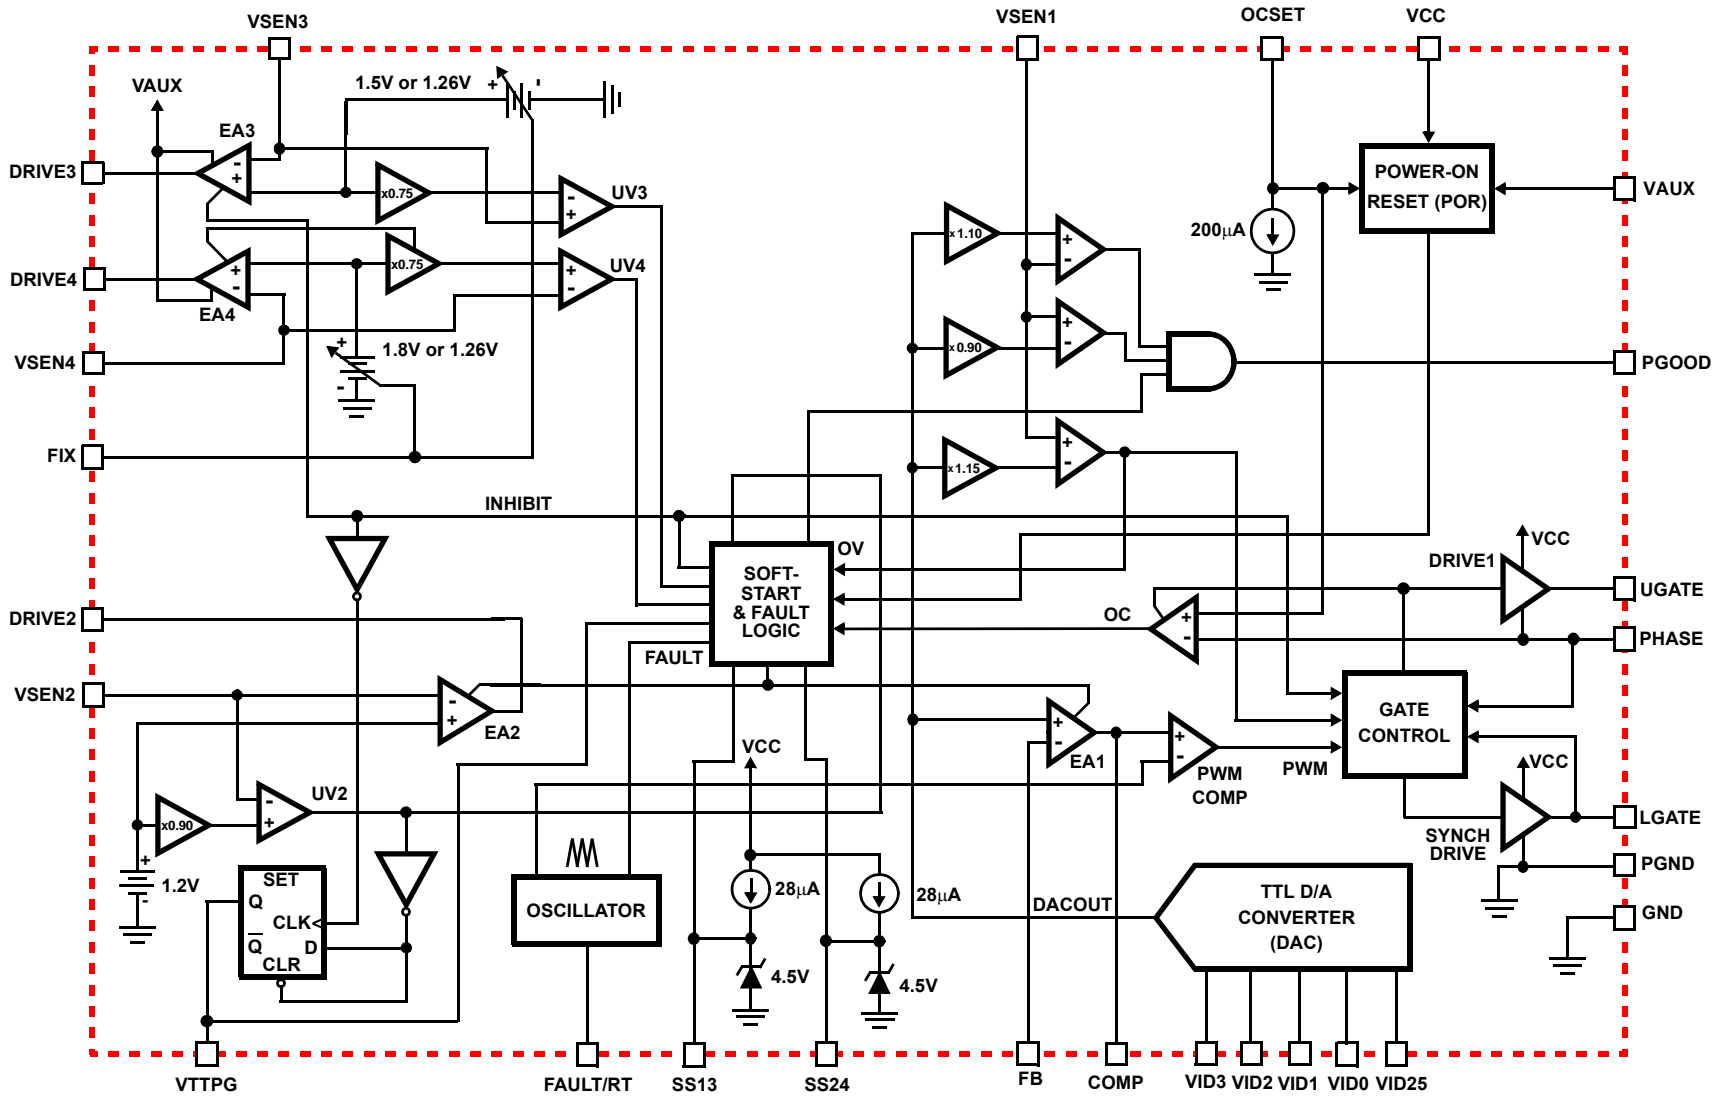 VSEN3
VSEN1
OCSET
VCC
VAUX
1.5V or 1.26V
+
-
EA3
-
+
DRIVE3
x0.75
-
+
UV3
POWER-ON
RESET (POR)
VAUX
x1.10
+
-
200µA
DRIVE4
+
-
EA4
x0.75
+
-
UV4
x0.90
+
-
VSEN4
+
-
1.8V or 1.26V
PGOOD
FIX
x1.15
+
-
INHIBIT
OV
SOFT-
START
& FAULT
LOGIC
VCC
DRIVE1
UGATE
DRIVE2
OC
+
-
PHASE
FAULT
VSEN2
-
+
EA2
+
-
EA1
+
-
PWM
COMP
PWM
GATE
CONTROL
VCC
VCC
UV2
-
+
x0.90
+
-
1.2V
SYNCH
DRIVE
LGATE
PGND
SET
Q
CLK
Q
D
CLR
OSCILLATOR
28µA
28µA
4.5V
4.5V
DACOUT
TTL D/A
CONVERTER
(DAC)
GND
VTTPG
FAULT/RT
SS13
SS24
FB
COMP
VID3
VID2
VID1
VID0
VID25